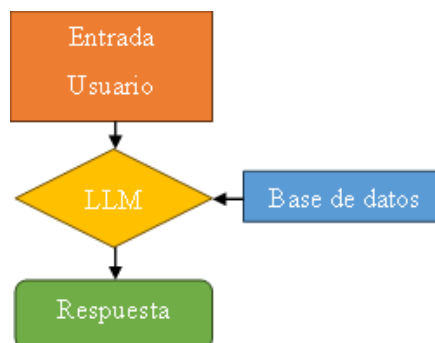 Entrada
Usuario
LLM
Base de datos
Respuesta